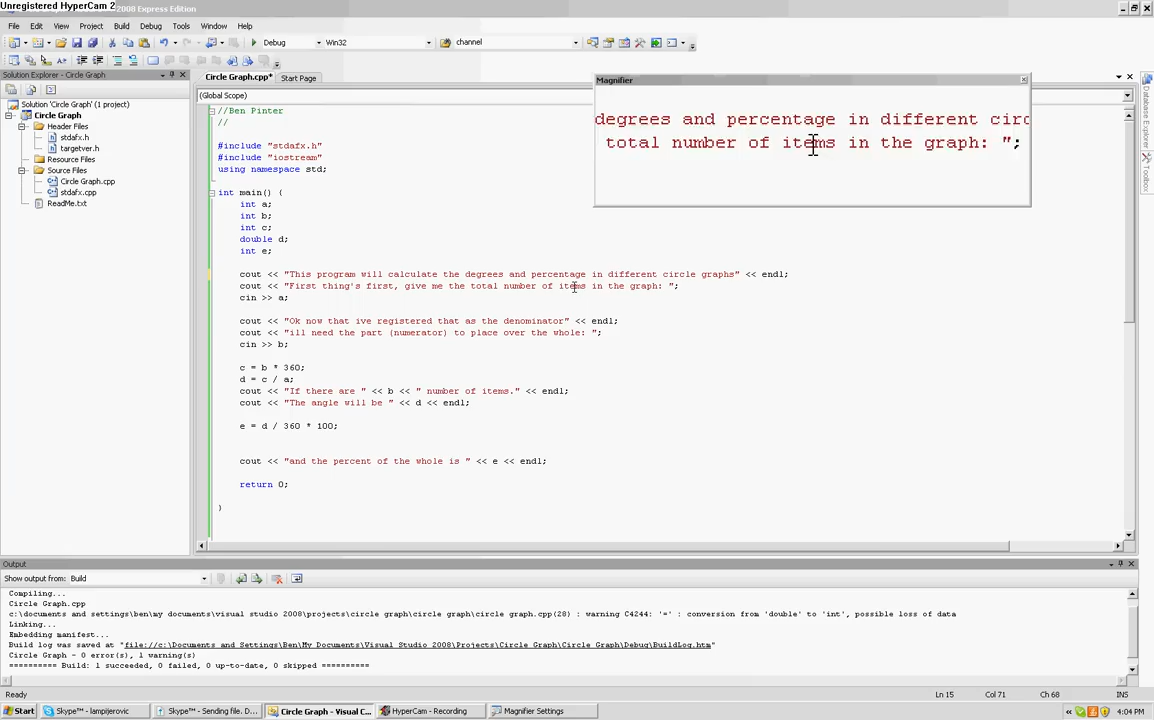 Unregistered HyperCam 2
2008 Express Edition
File Edit View Project Build Debug Tools Window Help
Debug Win32 channel
Solution Explorer - Circle Graph
Circle Graph.cpp* Start Page
(Global Scope)
Solution 'Circle Graph' (1 project)
Circle Graph
Header Files
stdafx.h
targetver.h
Resource Files
Source Files
Circle Graph.cpp
stdafx.cpp
ReadMe.txt
//Ben Pinter
//
#include "stdafx.h"
#include "iostream"
using namespace std;
int main() {
int a;
int b;
int c;
double d;
int e;
cout << "This program will calculate the degrees and percentage in different circle graphs" << endl;
cout << "First thing's first, give me the total number of items in the graph: ";
cin >> a;
cout << "Ok now that ive registered that as the denominator" << endl;
cout << "ill need the part (numerator) to place over the whole: ";
cin >> b;
c = b * 360;
d = c / a;
cout << "If there are " << b << " number of items." << endl;
cout << "The angle will be " << d << endl;
e = d / 360 * 100;
cout << "and the percent of the whole is " << e << endl;
return 0;
}
Magnifier
degrees and percentage in different circ
total number of items in the graph: ";
Database Explorer
Toolbox
Output
Show output from: Build
Compiling...
Circle Graph.cpp
c:\documents and settings\ben\my documents\visual studio 2008\projects\circle graph\circle graph\circle graph.cpp(28) : warning C4244: '=' : conversion from 'double' to 'int', possible loss of data
Linking...
Embedding manifest...
Build log was saved at "file://c:\Documents and Settings\Ben\My Documents\Visual Studio 2008\Projects\Circle Graph\Circle Graph\Debug\BuildLog.htm"
Circle Graph - 0 error(s), 1 warning(s)
========== Build: 1 succeeded, 0 failed, 0 up-to-date, 0 skipped ==========
Ready Ln 15 Col 71 Ch 68 INS
Start Skype™ - lampijerovic Skype™ - Sending file. D... Circle Graph - Visual C... HyperCam - Recording Magnifier Settings 4:04 PM